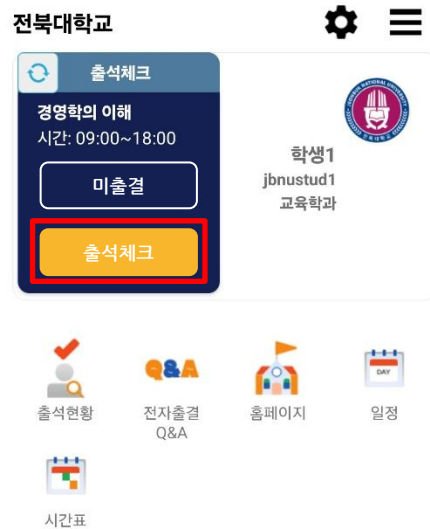 전북대학교
출석체크
경영학의 이해
시간: 09:00~18:00
미출결
출석체크
학생1
jbnustud1
교육학과
Q&A
DAY
출석현황
전자출결
Q&A
홈페이지
일정
시간표